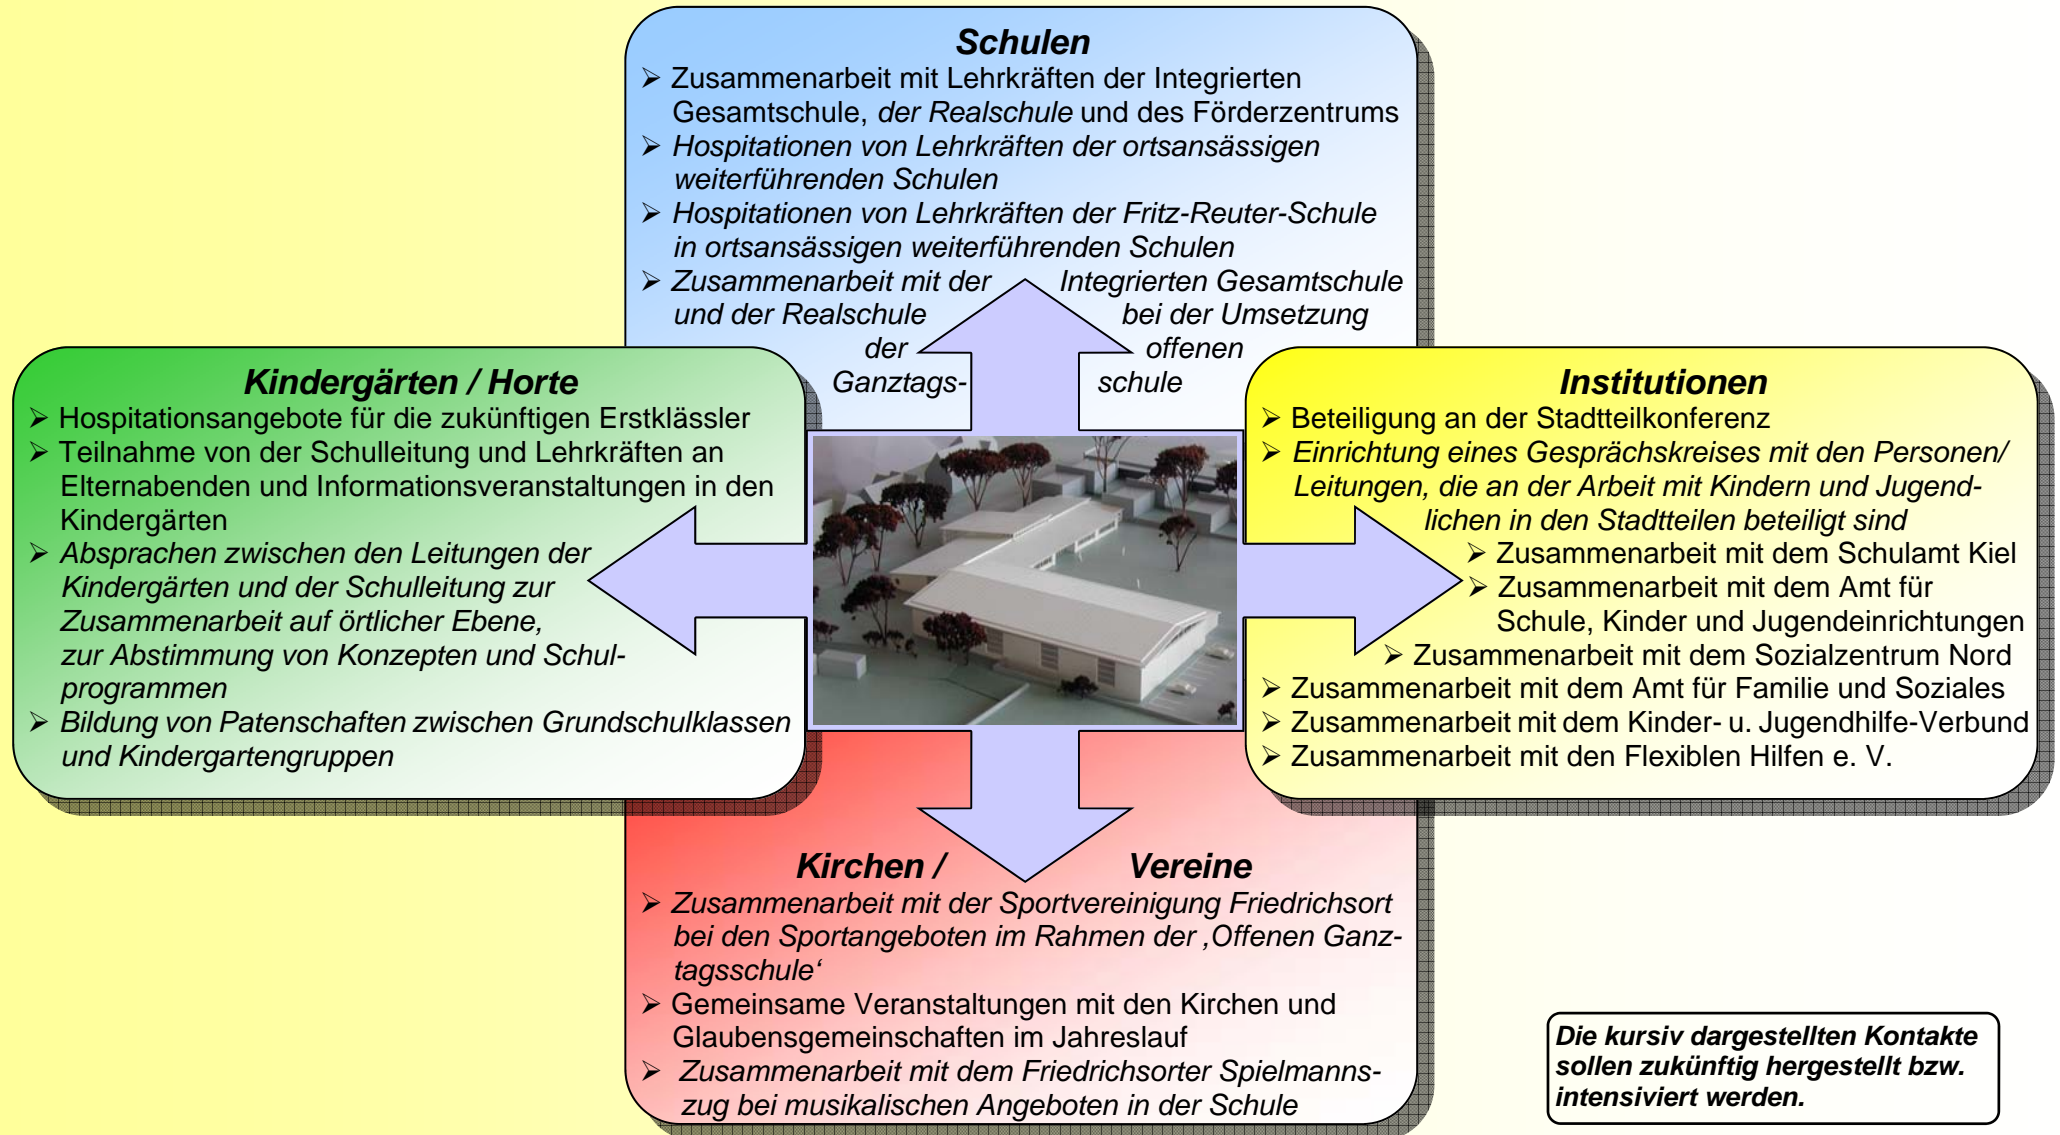 Schulen
➢ Zusammenarbeit mit Lehrkräften der Integrierten
Gesamtschule, der Realschule und des Förderzentrums
➢ Hospitationen von Lehrkräften der ortsansässigen
weiterführenden Schulen
➢ Hospitationen von Lehrkräften der Fritz-Reuter-Schule
in ortsansässigen weiterführenden Schulen
➢ Zusammenarbeit mit der Integrierten Gesamtschule
und der Realschule bei der Umsetzung
der offenen
Ganztags- schule
Kindergärten / Horte
➢ Hospitationsangebote für die zukünftigen Erstklässler
➢ Teilnahme von der Schulleitung und Lehrkräften an
Elternabenden und Informationsveranstaltungen in den
Kindergärten
➢ Absprachen zwischen den Leitungen der
Kindergärten und der Schulleitung zur
Zusammenarbeit auf örtlicher Ebene,
zur Abstimmung von Konzepten und Schul-
programmen
➢ Bildung von Patenschaften zwischen Grundschulklassen
und Kindergartengruppen
Institutionen
➢ Beteiligung an der Stadtteilkonferenz
➢ Einrichtung eines Gesprächskreises mit den Personen/
Leitungen, die an der Arbeit mit Kindern und Jugend-
lichen in den Stadtteilen beteiligt sind
➢ Zusammenarbeit mit dem Schulamt Kiel
➢ Zusammenarbeit mit dem Amt für
Schule, Kinder und Jugendeinrichtungen
➢ Zusammenarbeit mit dem Sozialzentrum Nord
➢ Zusammenarbeit mit dem Amt für Familie und Soziales
➢ Zusammenarbeit mit dem Kinder- u. Jugendhilfe-Verbund
➢ Zusammenarbeit mit den Flexiblen Hilfen e. V.
Kirchen / Vereine
➢ Zusammenarbeit mit der Sportvereinigung Friedrichsort
bei den Sportangeboten im Rahmen der ‚Offenen Ganz-
tagsschule‘
➢ Gemeinsame Veranstaltungen mit den Kirchen und
Glaubensgemeinschaften im Jahreslauf
➢ Zusammenarbeit mit dem Friedrichsorter Spielmanns-
zug bei musikalischen Angeboten in der Schule
Die kursiv dargestellten Kontakte
sollen zukünftig hergestellt bzw.
intensiviert werden.